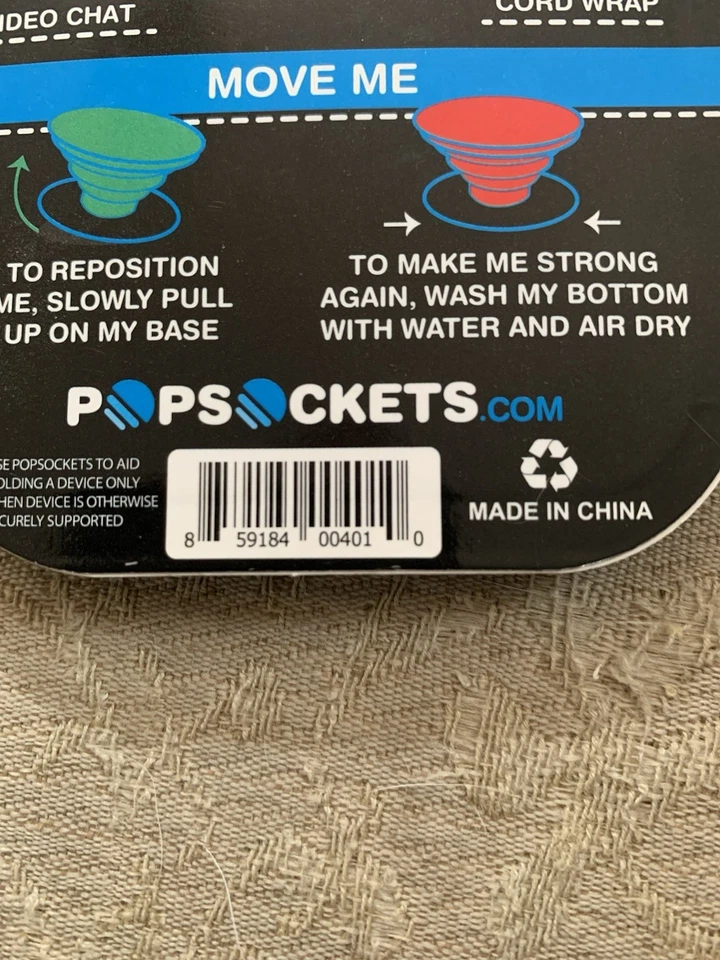 IDEO CHAT
CORD WRAP
MOVE ME
TO REPOSITION
ME, SLOWLY PULL
UP ON MY BASE
TO MAKE ME STRONG
AGAIN, WASH MY BOTTOM
WITH WATER AND AIR DRY
POPSOCKETS.COM
SE POPSOCKETS TO AID
OLDING A DEVICE ONLY
HEN DEVICE IS OTHERWISE
CURELY SUPPORTED
8 59184 00401 0
MADE IN CHINA